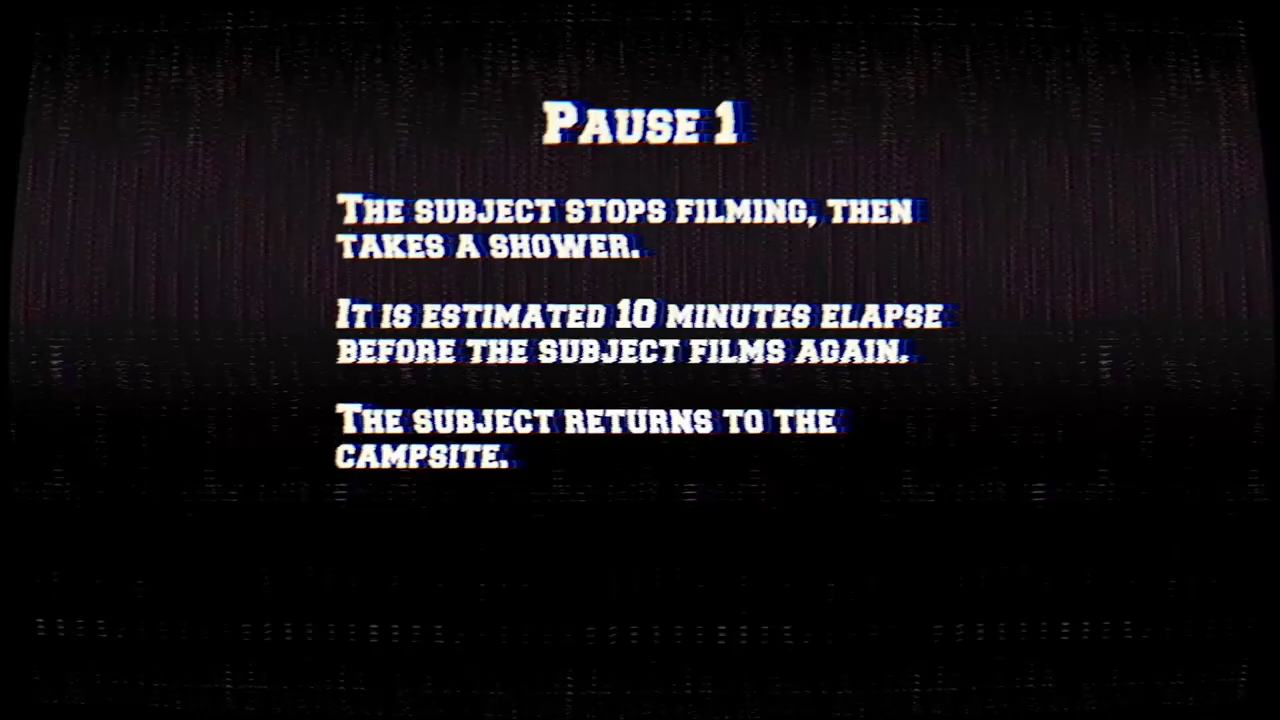 Pause 1
The subject stops filming, then
takes a shower.
It is estimated 10 minutes elapse
before the subject films again.
The subject returns to the
campsite.